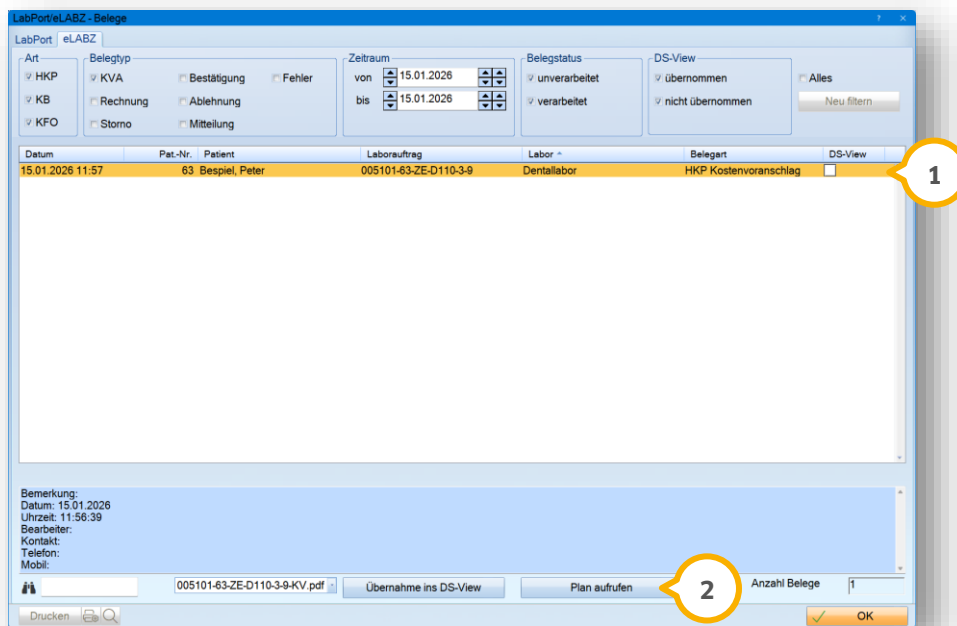 LabPort/eLABZ - Belege
LabPort eLABZ
Art Belegtyp Zeitraum Belegstatus DS-View
HKP KVA Bestätigung Fehler von 15.01.2026 unverarbeitet übernommen Alles
KB Rechnung Ablehnung bis 15.01.2026 verarbeitet nicht übernommen Neu filtern
KFO Storno Mitteilung
Datum Pat.-Nr. Patient Laborauftrag Labor Belegart DS-View
15.01.2026 11:57 63 Bespiel, Peter 005101-63-ZE-D110-3-9 Dentallabor HKP Kostenvoranschlag
1
Bemerkung:
Datum: 15.01.2026
Uhrzeit: 11:56:39
Bearbeiter:
Kontakt:
Telefon:
Mobil:
005101-63-ZE-D110-3-9-KV.pdf Übernahme ins DS-View Plan aufrufen 2 Anzahl Belege 1
Drucken OK